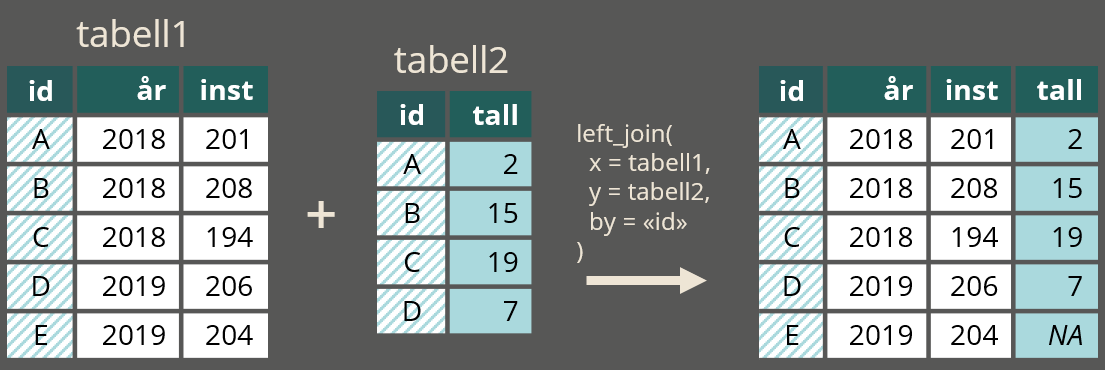 tabell1
id år inst
A 2018 201
B 2018 208
C 2018 194
D 2019 206
E 2019 204
+
tabell2
id tall
A 2
B 15
C 19
D 7
left_join(
x = tabell1,
y = tabell2,
by = «id»
)
id år inst tall
A 2018 201 2
B 2018 208 15
C 2018 194 19
D 2019 206 7
E 2019 204 NA